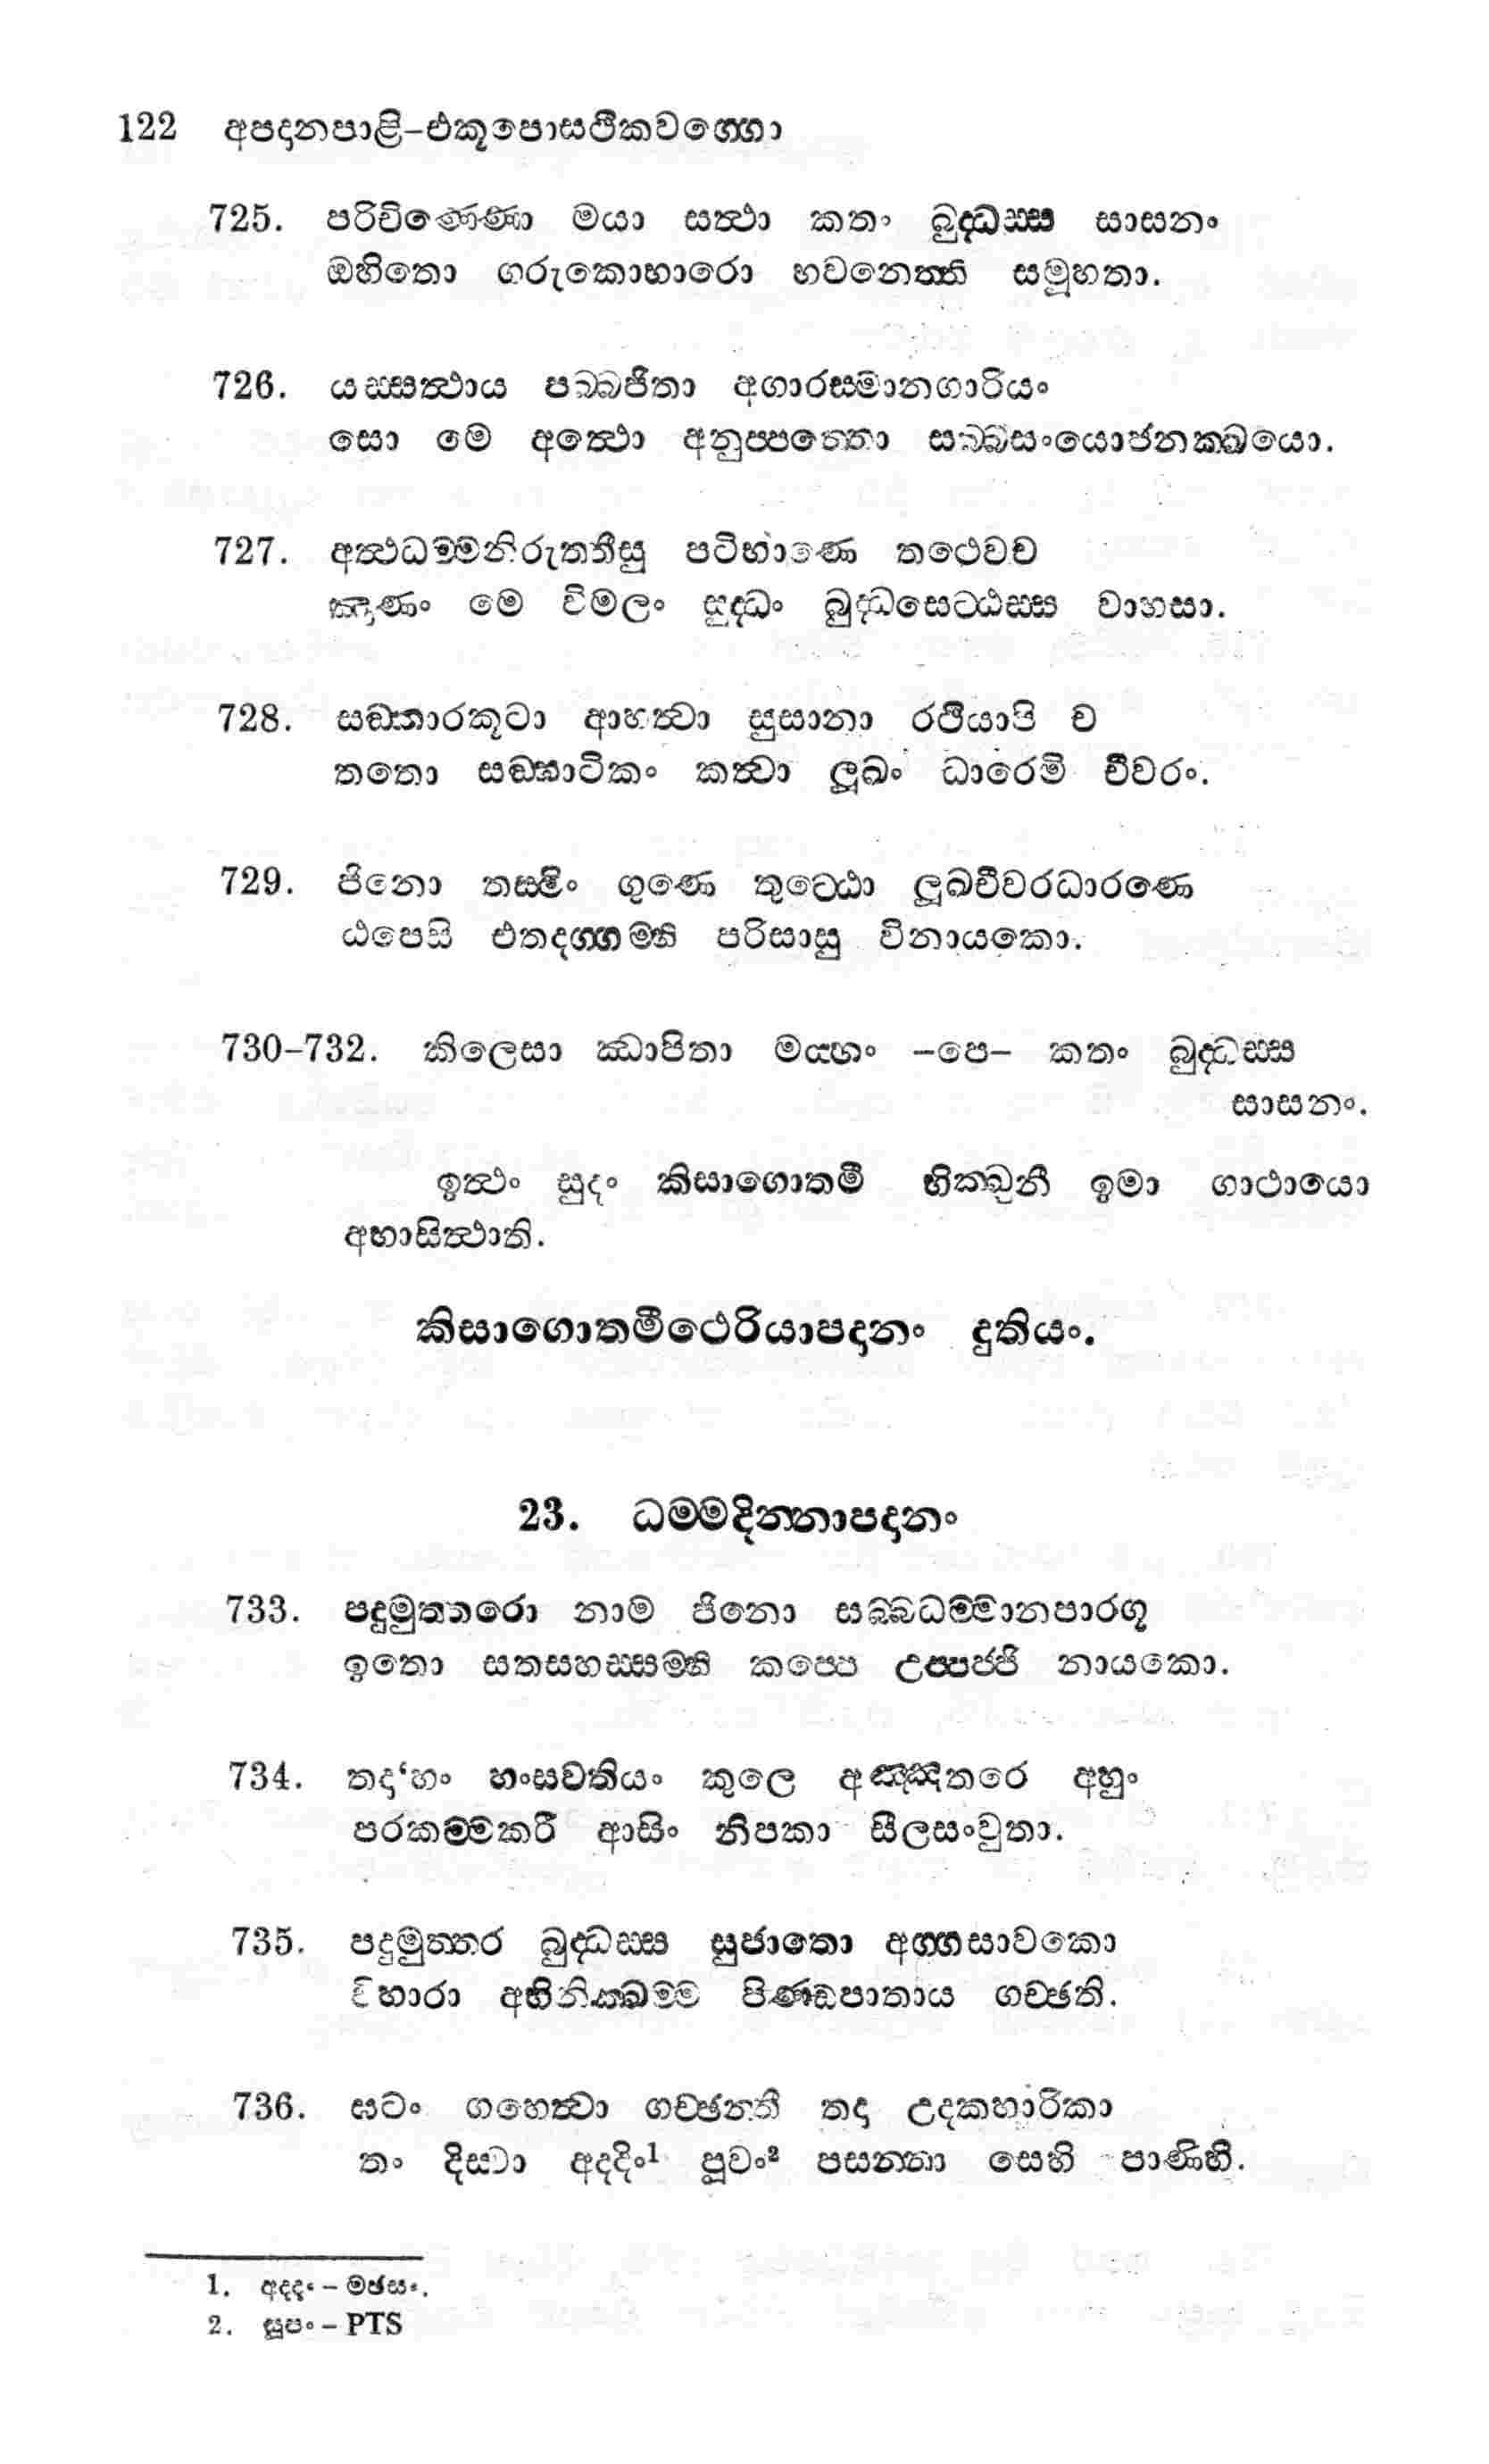 122 අපදානපාළි-එකූපොසථිකවග්ගො
725. පරිචිණ්ණො මයා සත්ථා කතං බුද්ධස්ස සාසනං
ඔහිතො ගරුකොභාරො භවනෙත්ති සමූහතා.
726. යස්සත්ථාය පබ්බජිතා අගාරස්මානගාරියං
සො මෙ අත්ථො අනුප්පත්තො සබ්බසංයොජනක්ඛයො.
727. අත්ථධම්මනිරුත්තීසු පටිභාණෙ තථෙවච
ඤාණං මෙ විමලං සුද්ධං බුද්ධසෙට්ඨස්ස වාහසා.
728. සඞ්කාරකූටා ආහත්වා සුසානා රථියාපි ච
තතො සඞ්ඝාටිකං කත්වා ලූඛං ධාරෙමි චීවරං.
729. ජිනො තස්මිං ගුණෙ තුට්ඨො ලූඛචීවරධාරණෙ
ඨපෙසි එතදග්ගම්හි පරිසාසු විනායකො.
730-732. කිලෙසා ඣාපිතා මය්හං -පෙ- කතං බුද්ධස්ස
සාසනං.
ඉත්ථං සුදං කිසාගොතමී භික්ඛුනී ඉමා ගාථායො
අභාසිත්ථාති.
කිසාගොතමීථෙරියාපදානං දුතියං.
23. ධම්මදින්නාපදානං
733. පදුමුත්තරො නාම ජිනො සබ්බධම්මානපාරගූ
ඉතො සතසහස්සම්හි කප්පෙ උප්පජ්ජි නායකො.
734. තදා‘හං හංසවතියං කුලෙ අඤ්ඤතරෙ අහුං
පරකම්මකරී ආසිං නිපකා සීලසංවුතා.
735. පදුමුත්තර බුද්ධස්ස සුජාතො අග්ගසාවකො
විහාරා අභිනික්ඛම්ම පිණ්ඩපාතාය ගච්ඡති.
736. ඝටං ගහෙත්වා ගච්ඡන්තී තදා උදකහාරිකා
තං දිස්වා අදදිං¹ පූවං² පසන්නා සෙහි පාණිභී.
1. අදදං – මඡසං.
2. සූපං – PTS